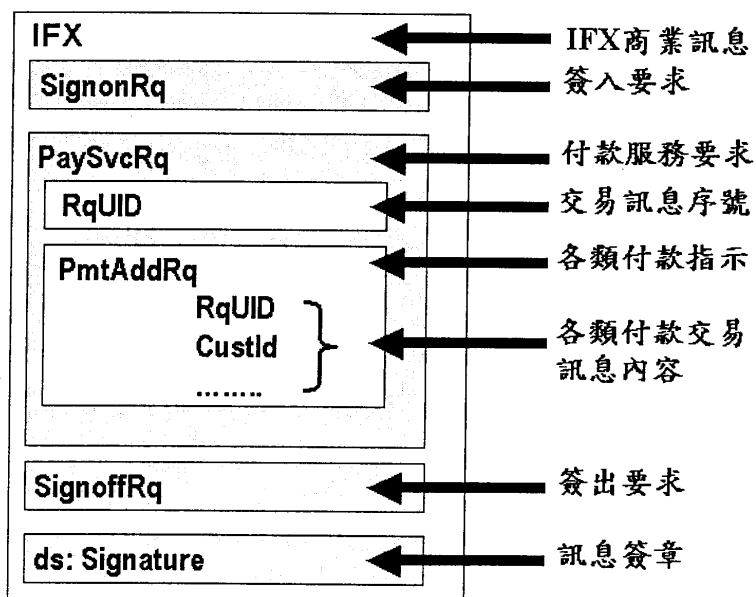 IFX
IFX商業訊息
SignonRq
簽入要求
PaySvcRq
付款服務要求
RqUID
交易訊息序號
PmtAddRq
各類付款指示
RqUID
CustId
........
各類付款交易
訊息內容
SignoffRq
簽出要求
ds: Signature
訊息簽章